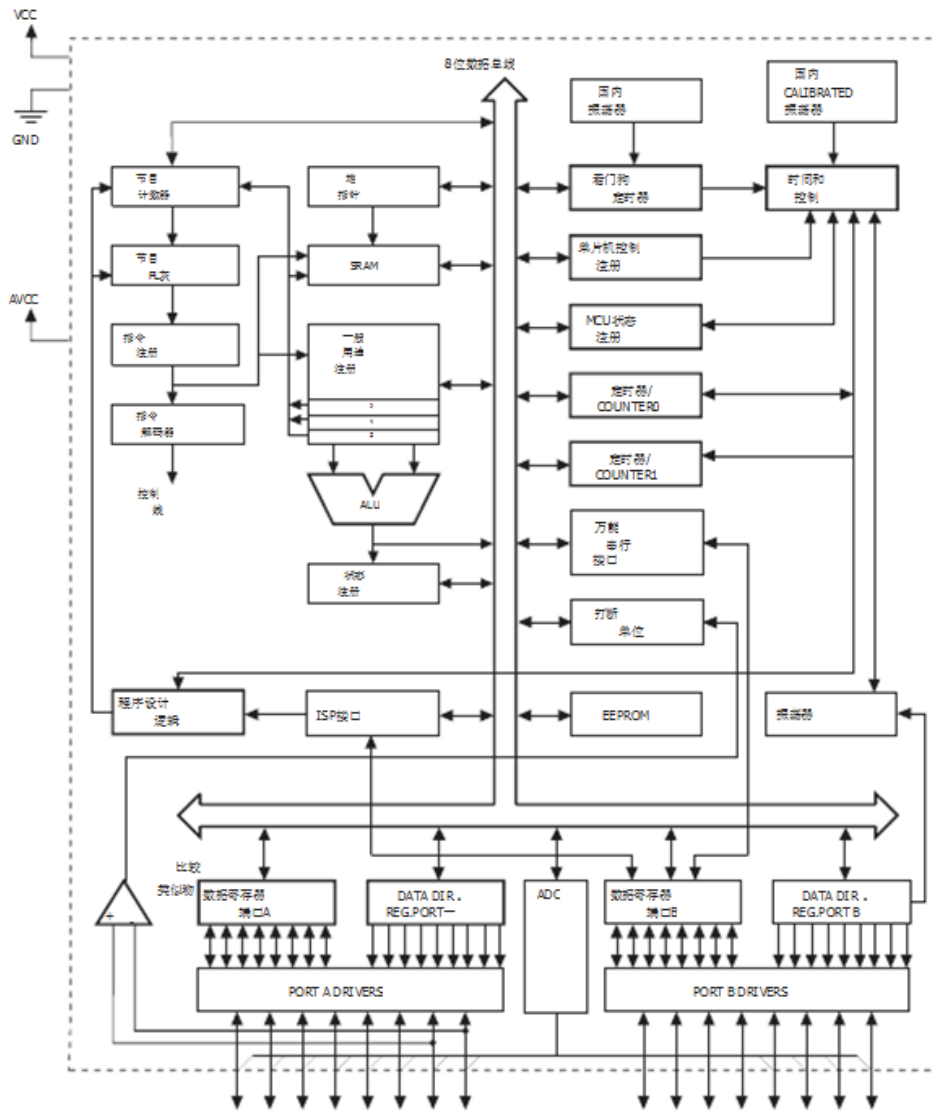 VCC
GND
AVCC
8位数据总线
国内
振荡器
国内
CALIBRATED
振荡器
节目
计数器
堆
指叶
看门狗
定时器
时间和
控制
节目
FL灰
SRAM
单片机控制
注册
指令
注册
一般
用途
注册
MCU状态
注册
定时器/
COUNTER0
指令
解码器
控制
线
ALU
定时器/
COUNTER1
万能
串行
接口
状态
注册
打断
单位
程序设计
逻辑
ISP接口
EEPROM
振荡器
比较
类似物
+
-
数据寄存器
端口A
DATA DIR.
REG.PORT一
ADC
数据寄存器
端口B
DATA DIR.
REG.PORT B
PORT A DRIVERS
PORT B DRIVERS